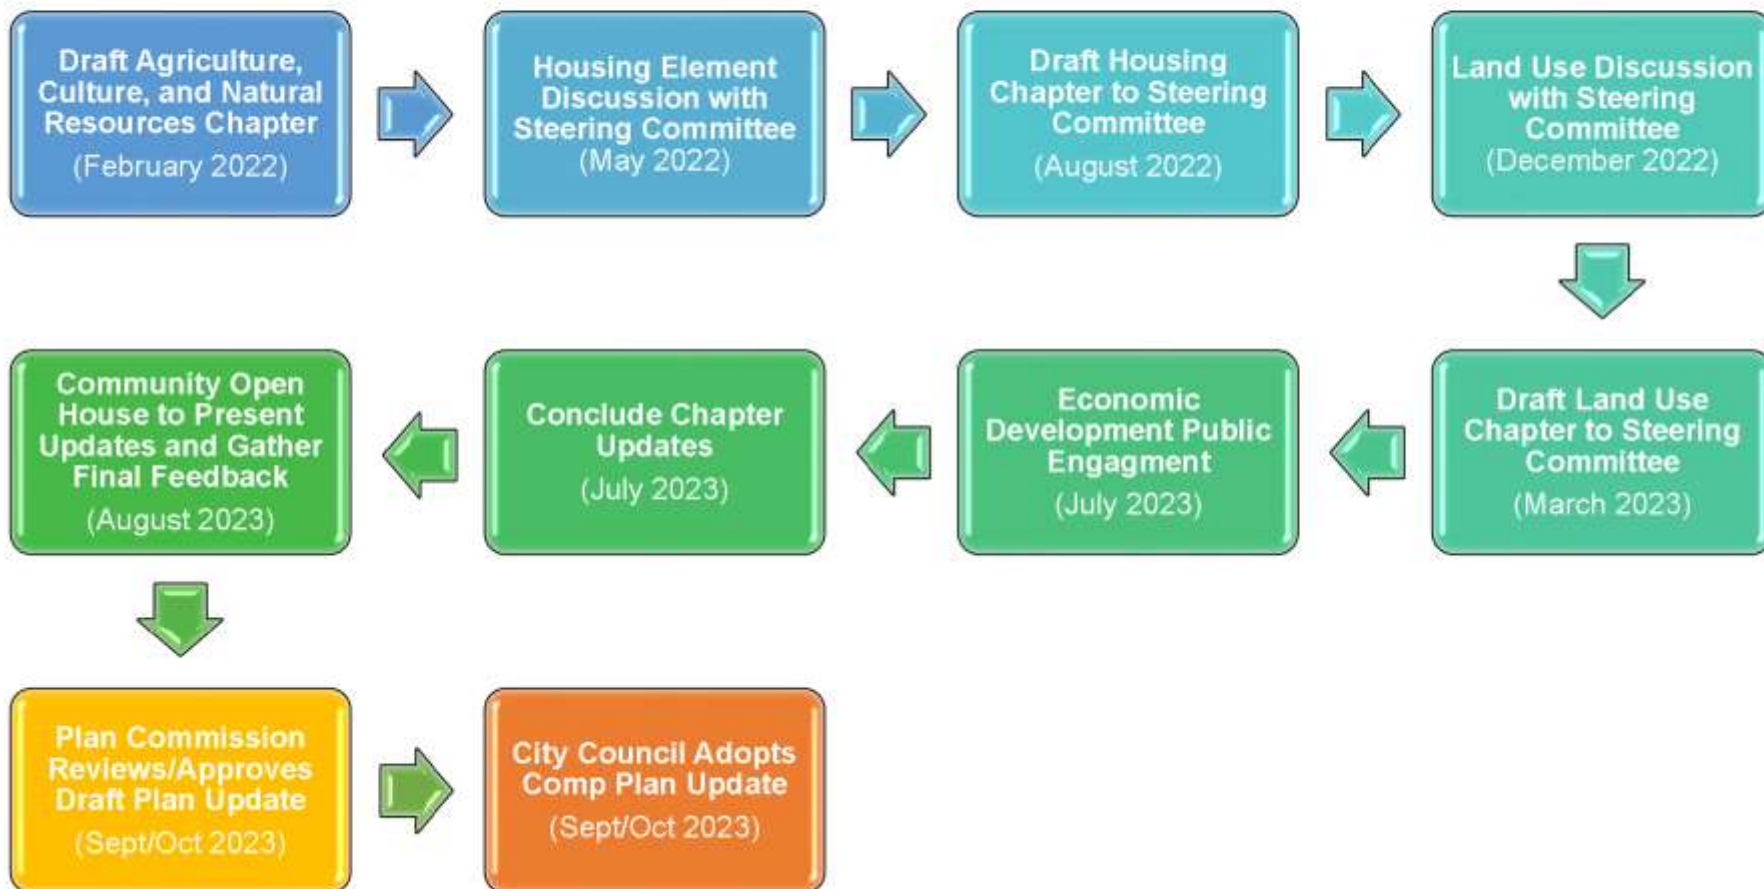 Draft Agriculture,
Culture, and Natural
Resources Chapter
(February 2022)
Housing Element
Discussion with
Steering Committee
(May 2022)
Draft Housing
Chapter to Steering
Committee
(August 2022)
Land Use Discussion
with Steering
Committee
(December 2022)
Draft Land Use
Chapter to Steering
Committee
(March 2023)
Economic
Development Public
Engagment
(July 2023)
Conclude Chapter
Updates
(July 2023)
Community Open
House to Present
Updates and Gather
Final Feedback
(August 2023)
Plan Commission
Reviews/Approves
Draft Plan Update
(Sept/Oct 2023)
City Council Adopts
Comp Plan Update
(Sept/Oct 2023)